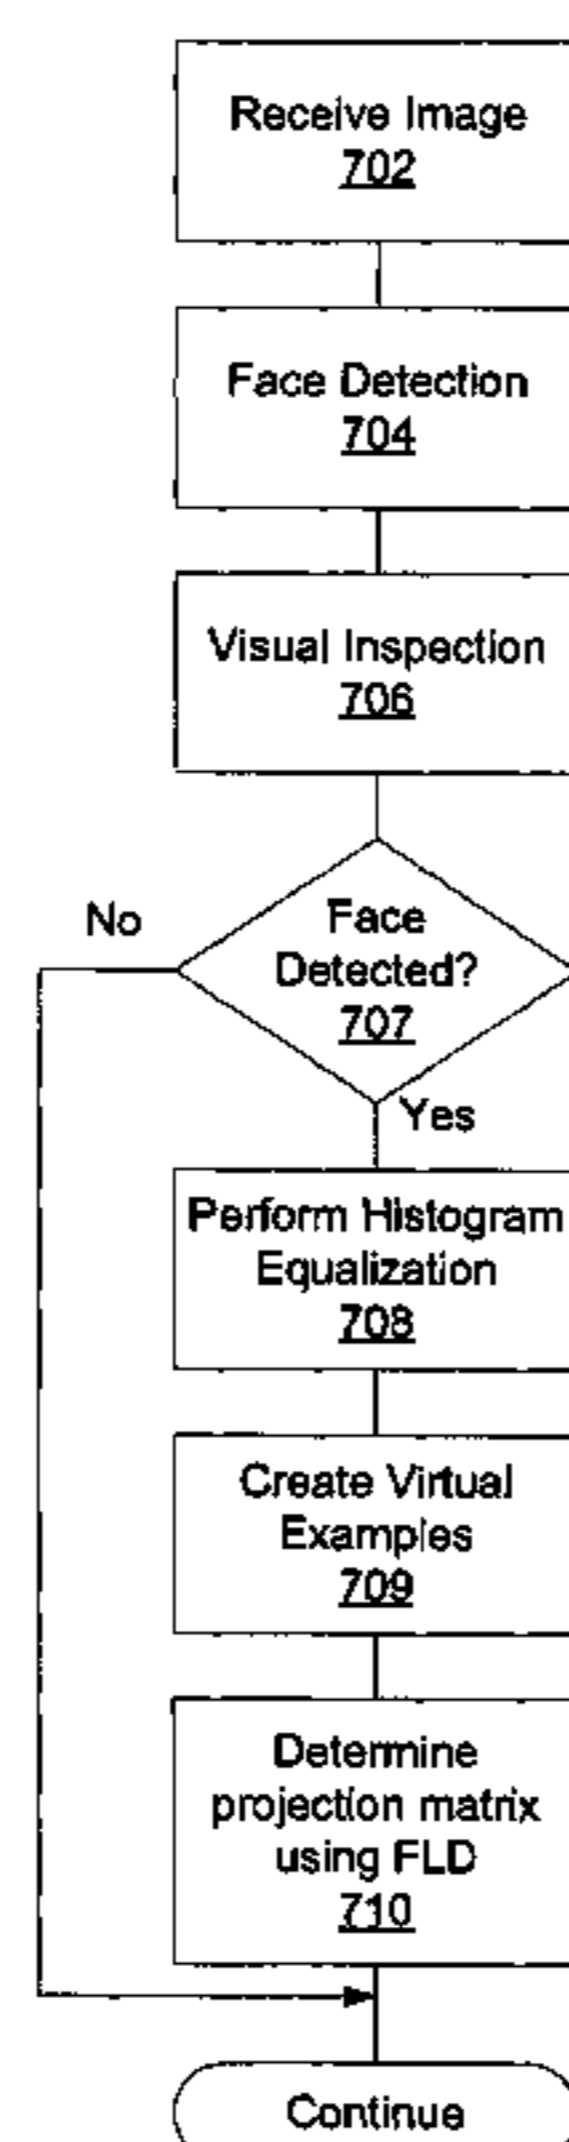 Receive Image
702
Face Detection
704
Visual Inspection
706
No
Face
Detected?
707
Yes
Perform Histogram
Equalization
708
Create Virtual
Examples
709
Determine
projection matrix
using FLD
710
Continue